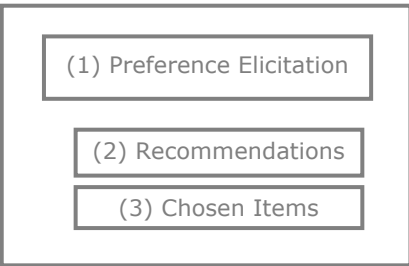 (1) Preference Elicitation
(2) Recommendations
(3) Chosen Items